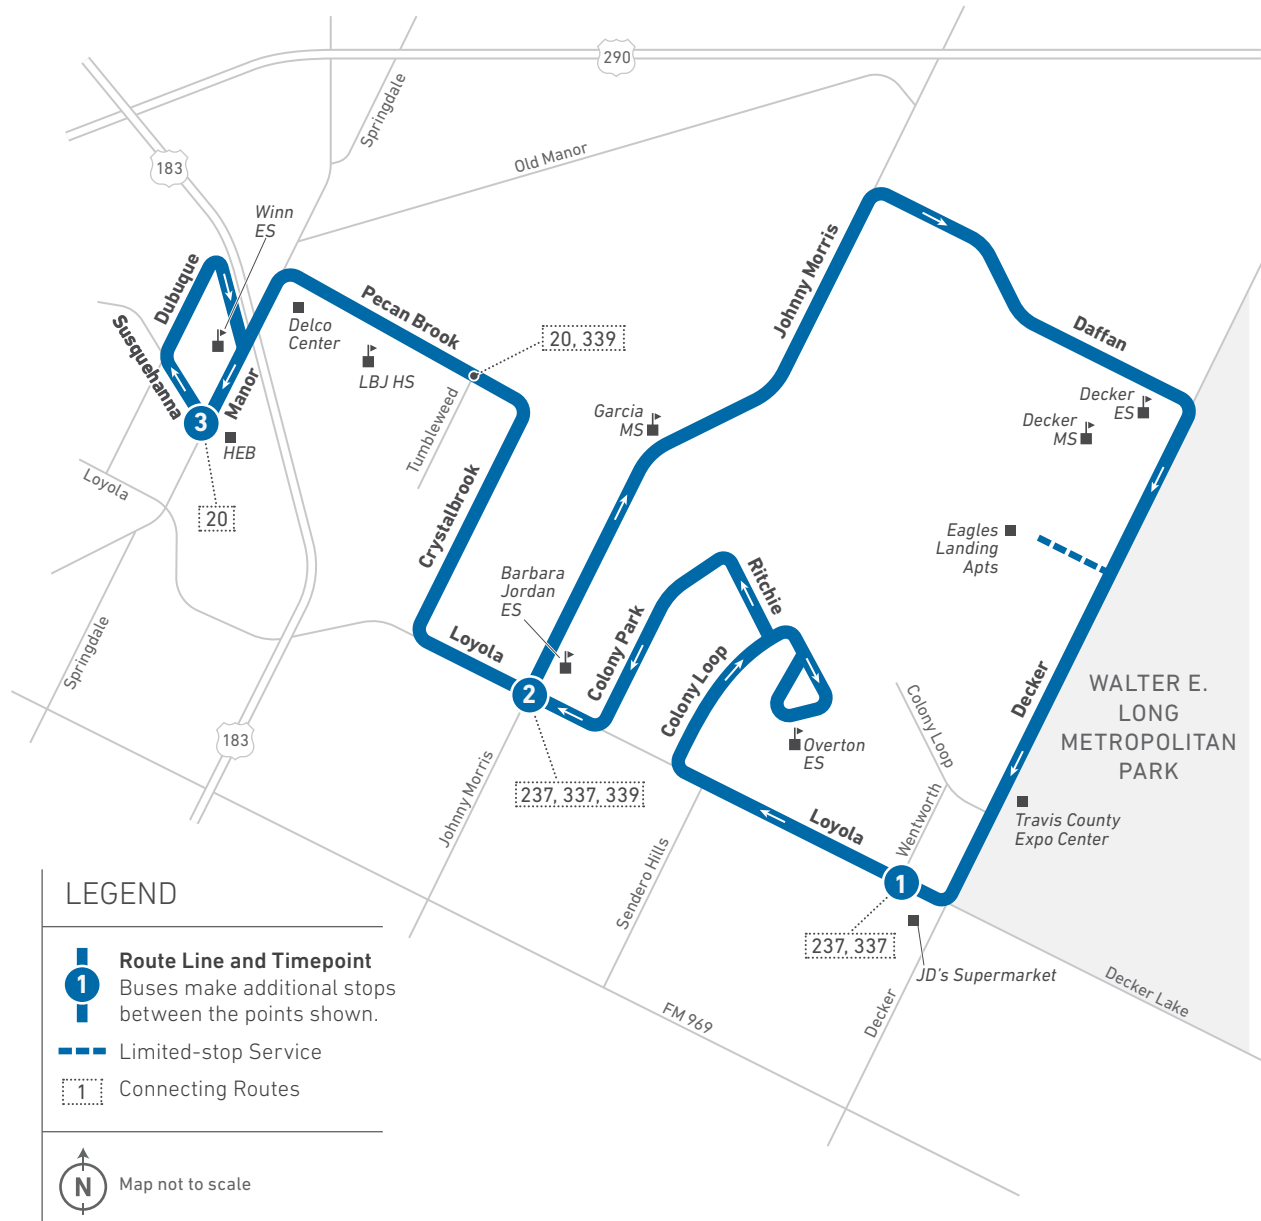 290
Springdale
Old Manor
183
Winn
ES
Dubuque
Johnny Morris
Pecan Brook
Delco
Center
20, 339
Daffan
Susquehanna
Manor
LBJ HS
Tumbleweed
Garcia
MS
Decker
ES
Decker
MS
3
HEB
Loyola
20
Crystalbrook
Eagles
Landing
Apts
Barbara
Jordan
ES
Ritchie
Springdale
Loyola
Colony Park
Colony Loop
Colony Loop
Decker
WALTER E.
LONG
METROPOLITAN
PARK
2
183
Overton
ES
237, 337, 339
Johnny Morris
Sendero Hills
Loyola
Wentworth
Travis County
Expo Center
1
237, 337
JD's Supermarket
Decker Lake
Decker
FM 969
LEGEND
Route Line and Timepoint
1
Buses make additional stops
between the points shown.
Limited-stop Service
1
Connecting Routes
N
Map not to scale